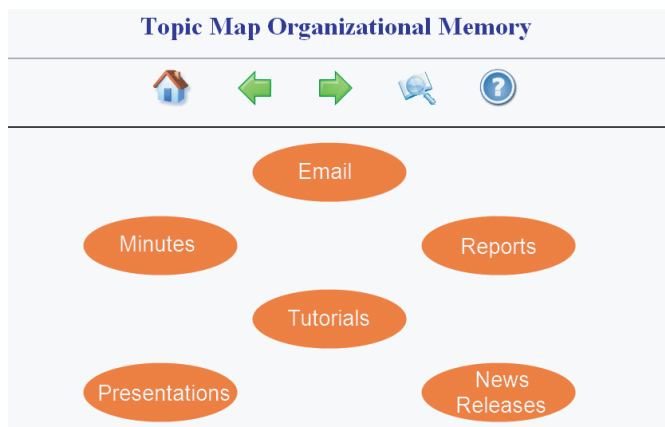 Topic Map Organizational Memory
?
Email
Minutes
Reports
Tutorials
Presentations
News
Releases